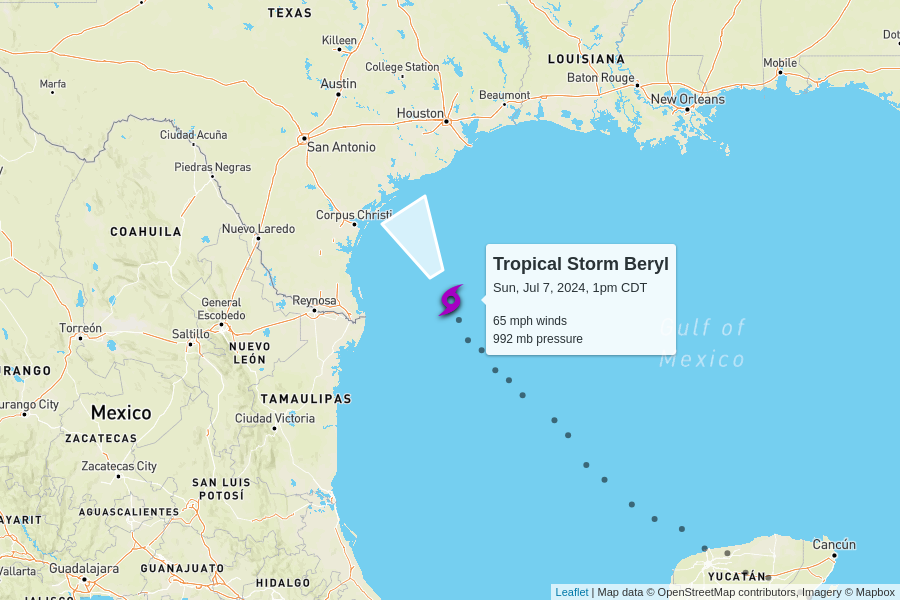 TEXAS
Killeen
LOUISIANA
Mobile
College Station
Marfa
Austin
Baton Rouge
Beaumont
New Orleans
Houston
Ciudad Acuña
San Antonio
Piedras Negras
Corpus Christi
COAHUILA
Nuevo Laredo
Tropical Storm Beryl
Sun, Jul 7, 2024, 1pm CDT
65 mph winds
992 mb pressure
Gulf of
Mexico
General
Escobedo
Reynosa
Torreón
Saltillo
NUEVO
LEÓN
URANGO
TAMAULIPAS
urango City
Mexico
Ciudad Victoria
ZACATECAS
Zacatecas City
SAN LUIS
POTOSÍ
AGUASCALIENTES
AYARIT
Cancún
Vallarta
Guadalajara
GUANAJUATO
HIDALGO
YUCATÁN
JALISCO
Leaflet | Map data © OpenStreetMap contributors, Imagery © Mapbox